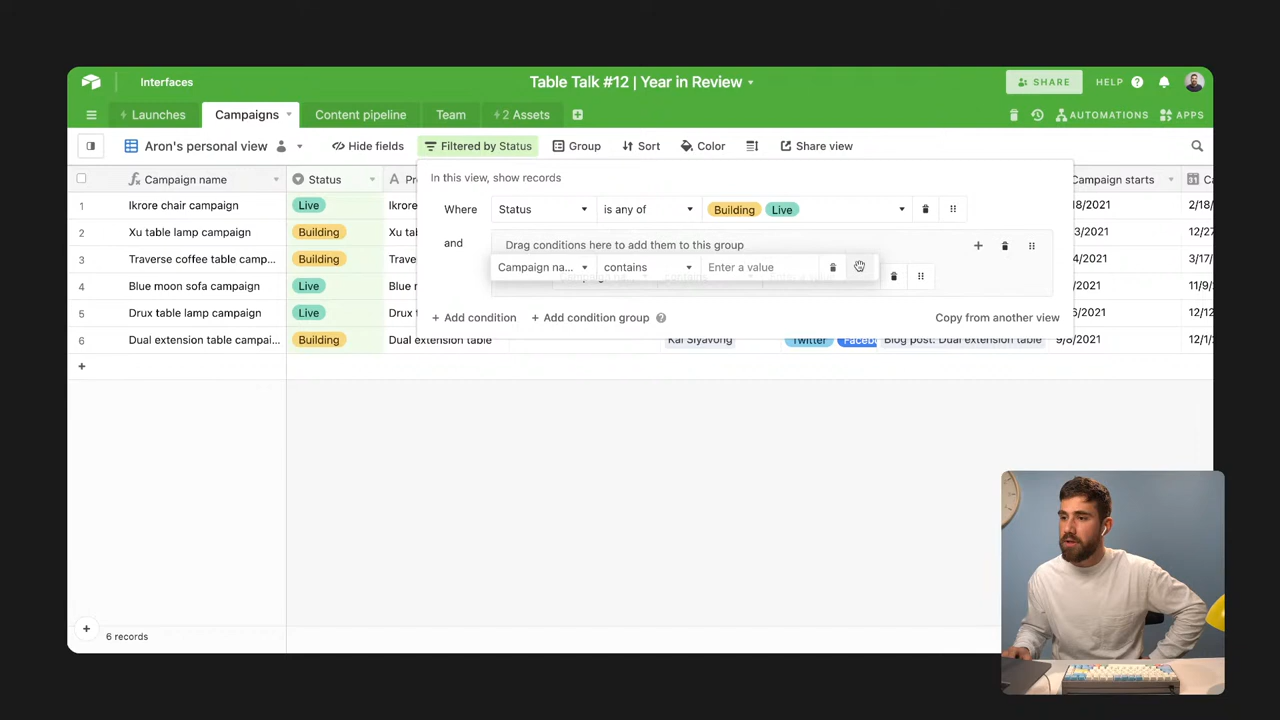 Interfaces
Table Talk #12 | Year in Review
SHARE
HELP
Launches
Campaigns
Content pipeline
Team
2 Assets
AUTOMATIONS
APPS
Aron's personal view
Hide fields
Filtered by Status
Group
Sort
Color
Share view
In this view, show records
Campaign name
Status
Campaign starts
Where
Status
is any of
Building
Live
and
Drag conditions here to add them to this group
Campaign na...
contains
Enter a value
+ Add condition
+ Add condition group
Copy from another view
1 Ikrore chair campaign Live Ikrore
2 Xu table lamp campaign Building Xu tab
3 Traverse coffee table camp... Building
4 Blue moon sofa campaign Live Blue m
5 Drux table lamp campaign Live
6 Dual extension table campai... Building Dual extension table Kai Siyavong Twitter Blog post: Dual extension table 9/8/2021
+
+
6 records